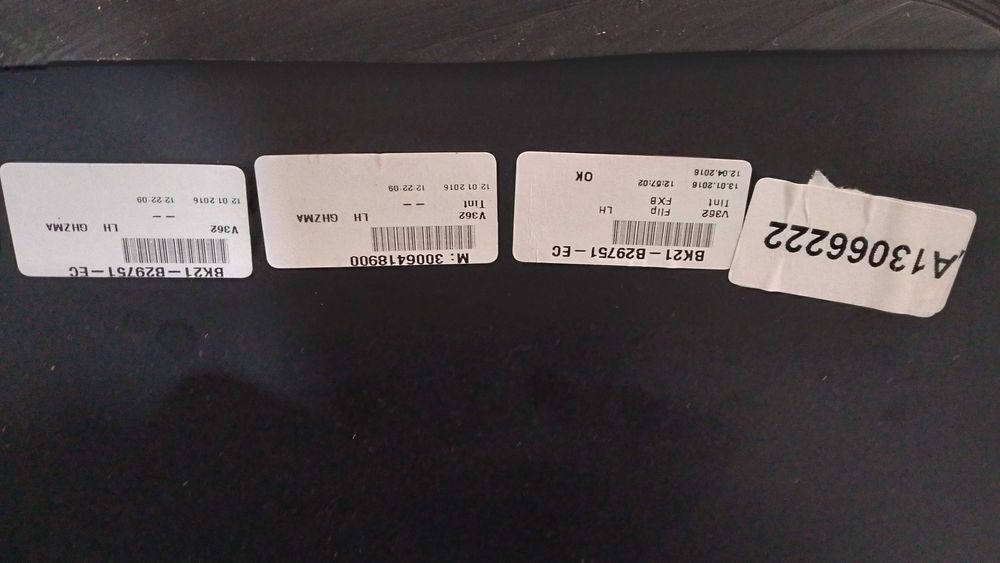 A13066222
BK21-B29751-EC
V362 Flip LH
Tint FXB
13.01.2016 12:57:02 OK
12.04.2016
M: 3006418900
V362 LH GHZMA
Tint --
12 01 2016 12-22-09
BK21-B29751-EC
V362 LH GHZMA
--
12 01 2016 12-22-09